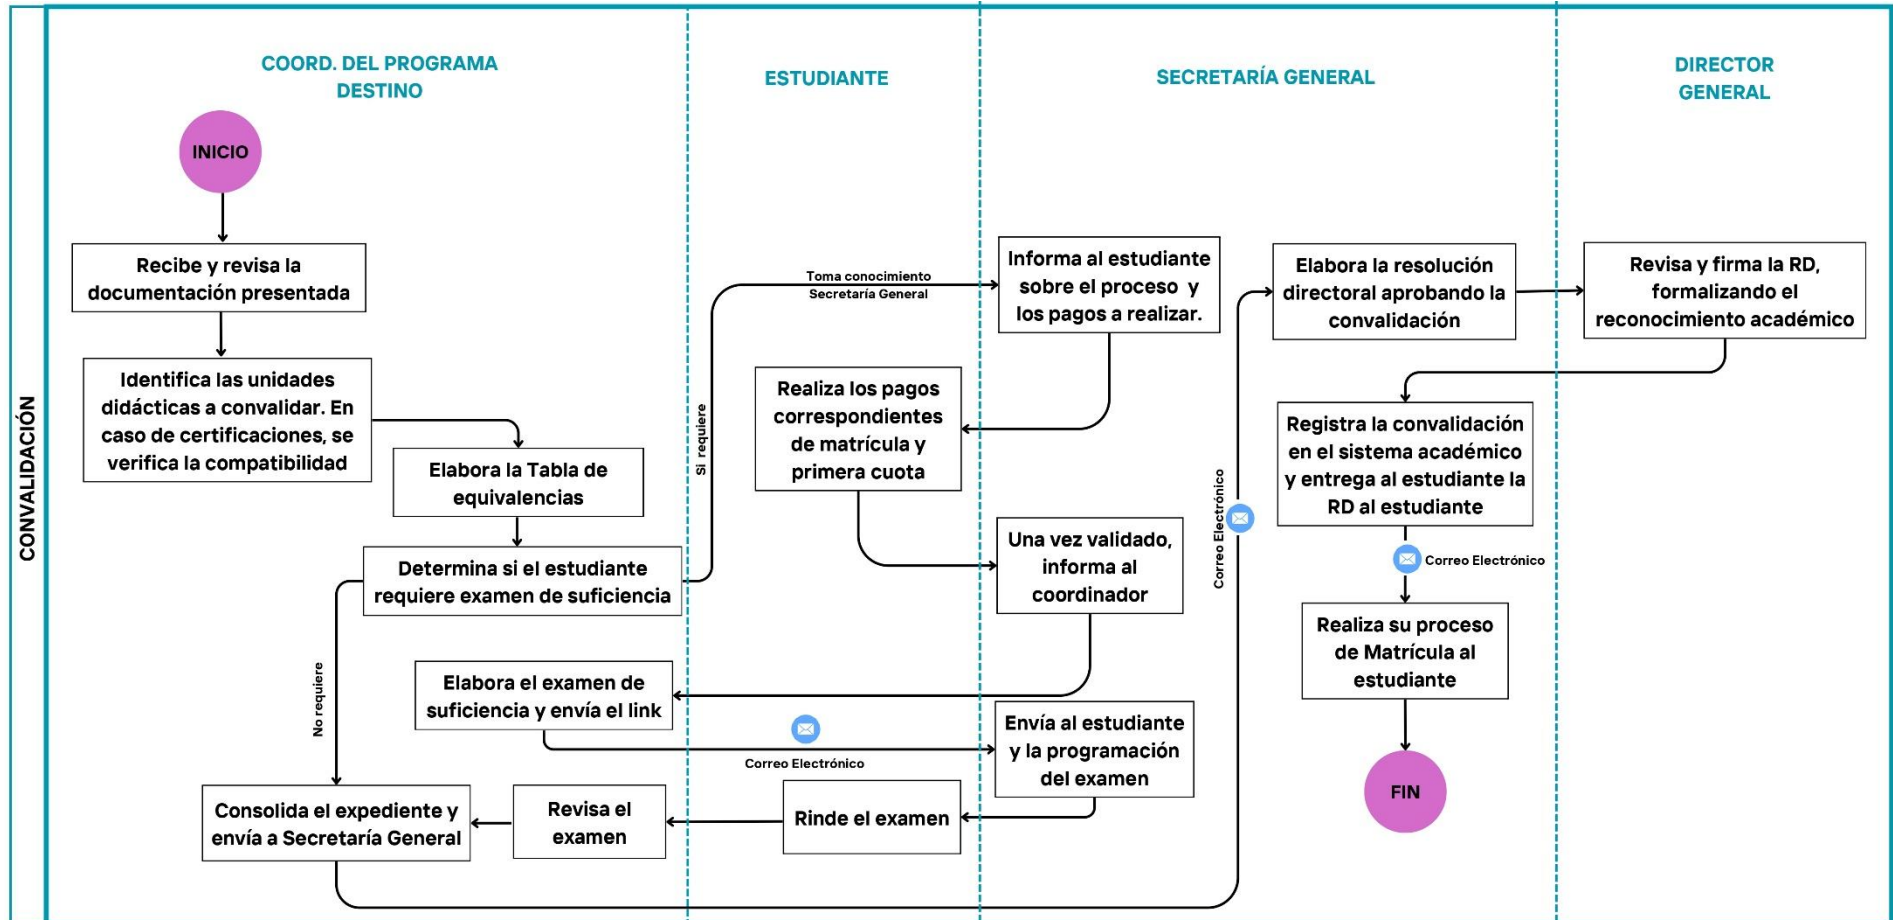 CONVALIDACIÓN
COORD. DEL PROGRAMA
DESTINO
ESTUDIANTE
SECRETARÍA GENERAL
DIRECTOR
GENERAL
INICIO
Recibe y revisa la
documentación presentada
Identifica las unidades
didácticas a convalidar. En
caso de certificaciones, se
verifica la compatibilidad
Elabora la Tabla de
equivalencias
Determina si el estudiante
requiere examen de suficiencia
Si requiere
Toma conocimiento
Secretaría General
Informa al estudiante
sobre el proceso y
los pagos a realizar.
Realiza los pagos
correspondientes
de matrícula y
primera cuota
Una vez validado,
informa al
coordinador
Elabora el examen de
suficiencia y envía el link
Correo Electrónico
Envía al estudiante
y la programación
del examen
Rinde el examen
Revisa el
examen
No requiere
Consolida el expediente y
envía a Secretaría General
Correo Electrónico
Elabora la resolución
directoral aprobando la
convalidación
Revisa y firma la RD,
formalizando el
reconocimiento académico
Registra la convalidación
en el sistema académico
y entrega al estudiante la
RD al estudiante
Correo Electrónico
Realiza su proceso
de Matrícula al
estudiante
FIN